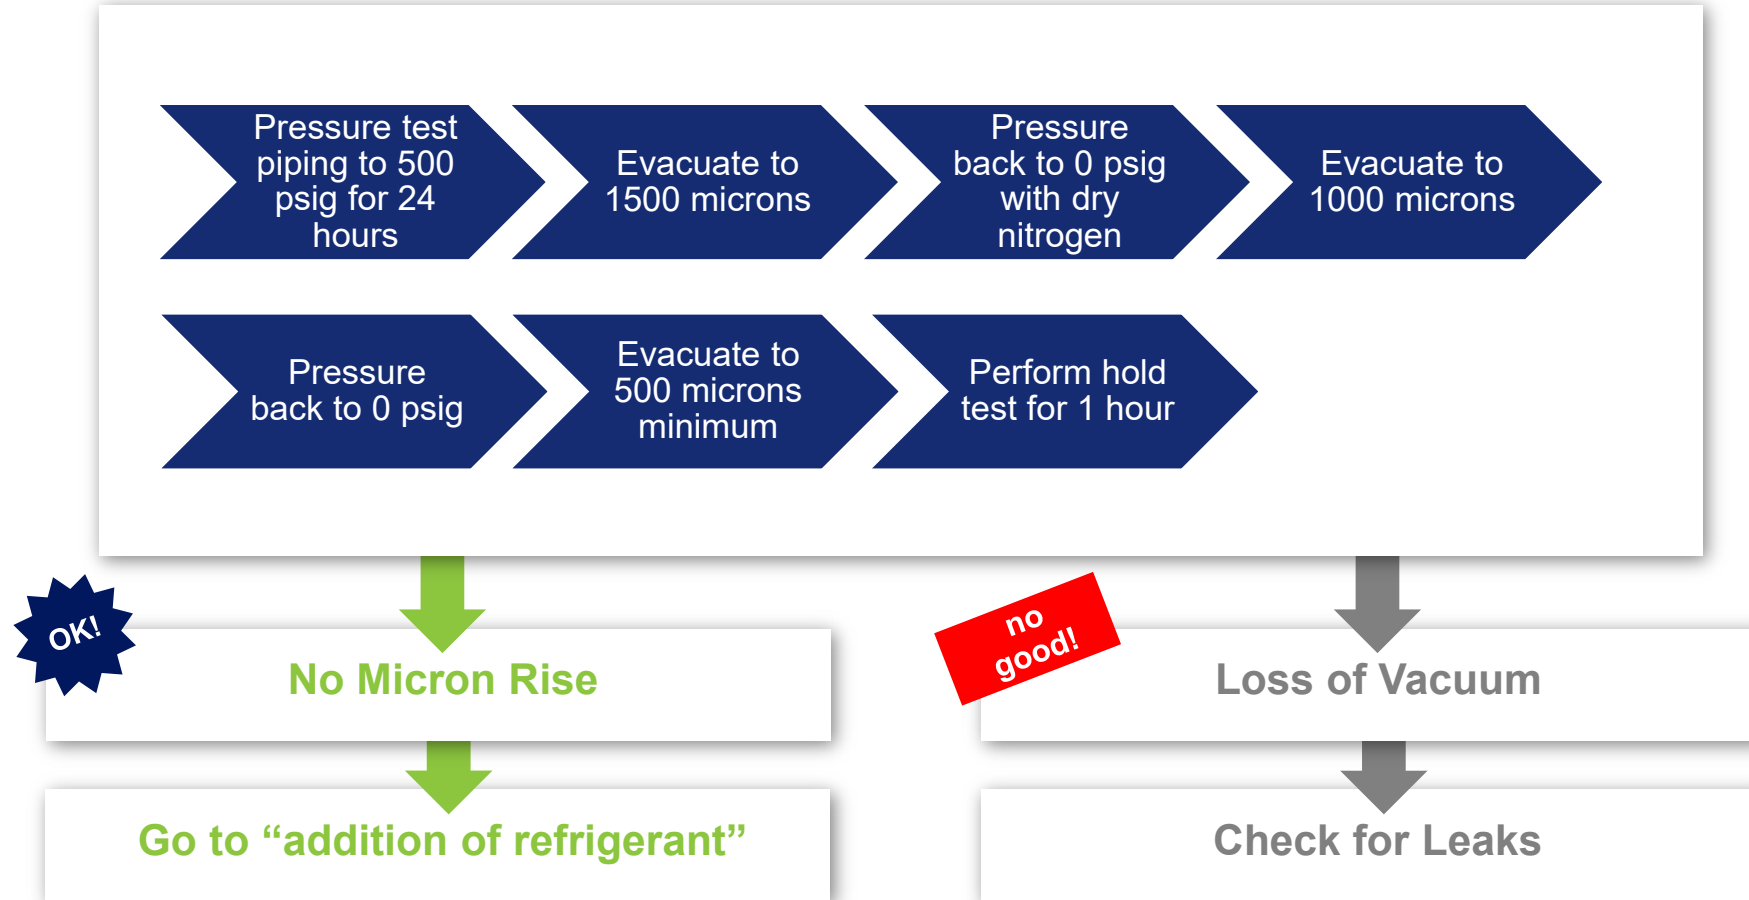 Pressure test
piping to 500
psig for 24
hours
Evacuate to
1500 microns
Pressure
back to 0 psig
with dry
nitrogen
Evacuate to
1000 microns
Pressure
back to 0 psig
Evacuate to
500 microns
minimum
Perform hold
test for 1 hour
OK!
No Micron Rise
Go to “addition of refrigerant”
no
good!
Loss of Vacuum
Check for Leaks